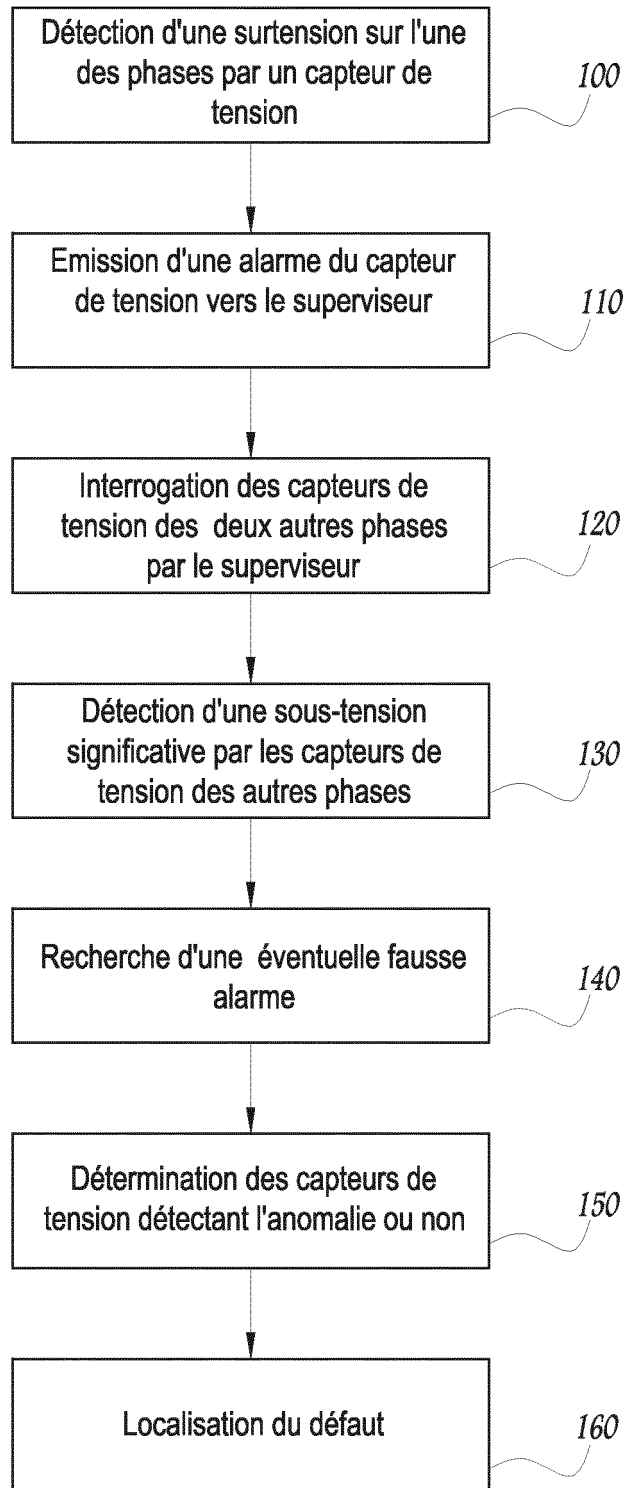 Détection d'une surtension sur l'une
des phases par un capteur de
tension
100
Emission d'une alarme du capteur
de tension vers le superviseur
110
Interrogation des capteurs de
tension des deux autres phases
par le superviseur
120
Détection d'une sous-tension
significative par les capteurs de
tension des autres phases
130
Recherche d'une éventuelle fausse
alarme
140
Détermination des capteurs de
tension détectant l'anomalie ou non
150
Localisation du défaut
160